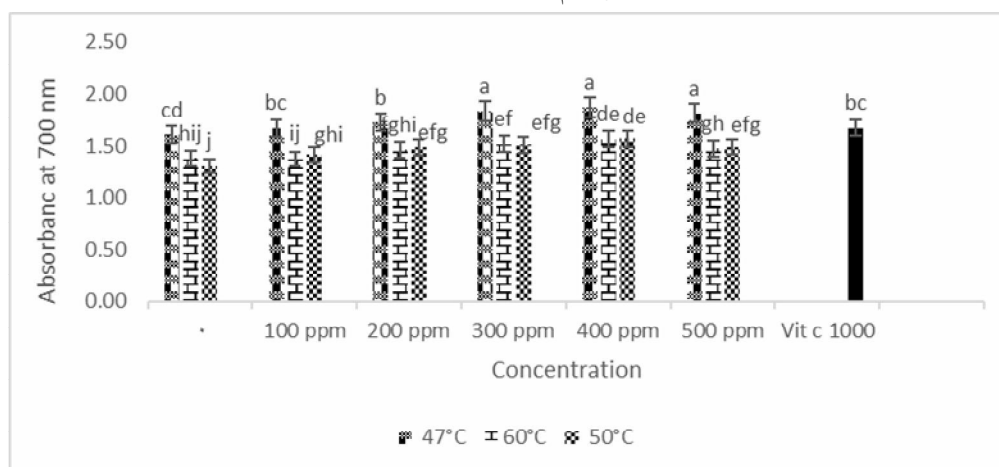 2.50
cd bc b a a a bc
2.00
hij j ij ghi ghi efg ef efg de de gh efg
1.50
1.00
0.50
0.00
Absorbanc at 700 nm
. 100 ppm 200 ppm 300 ppm 400 ppm 500 ppm Vit c 1000
Concentration
47°C 60°C 50°C